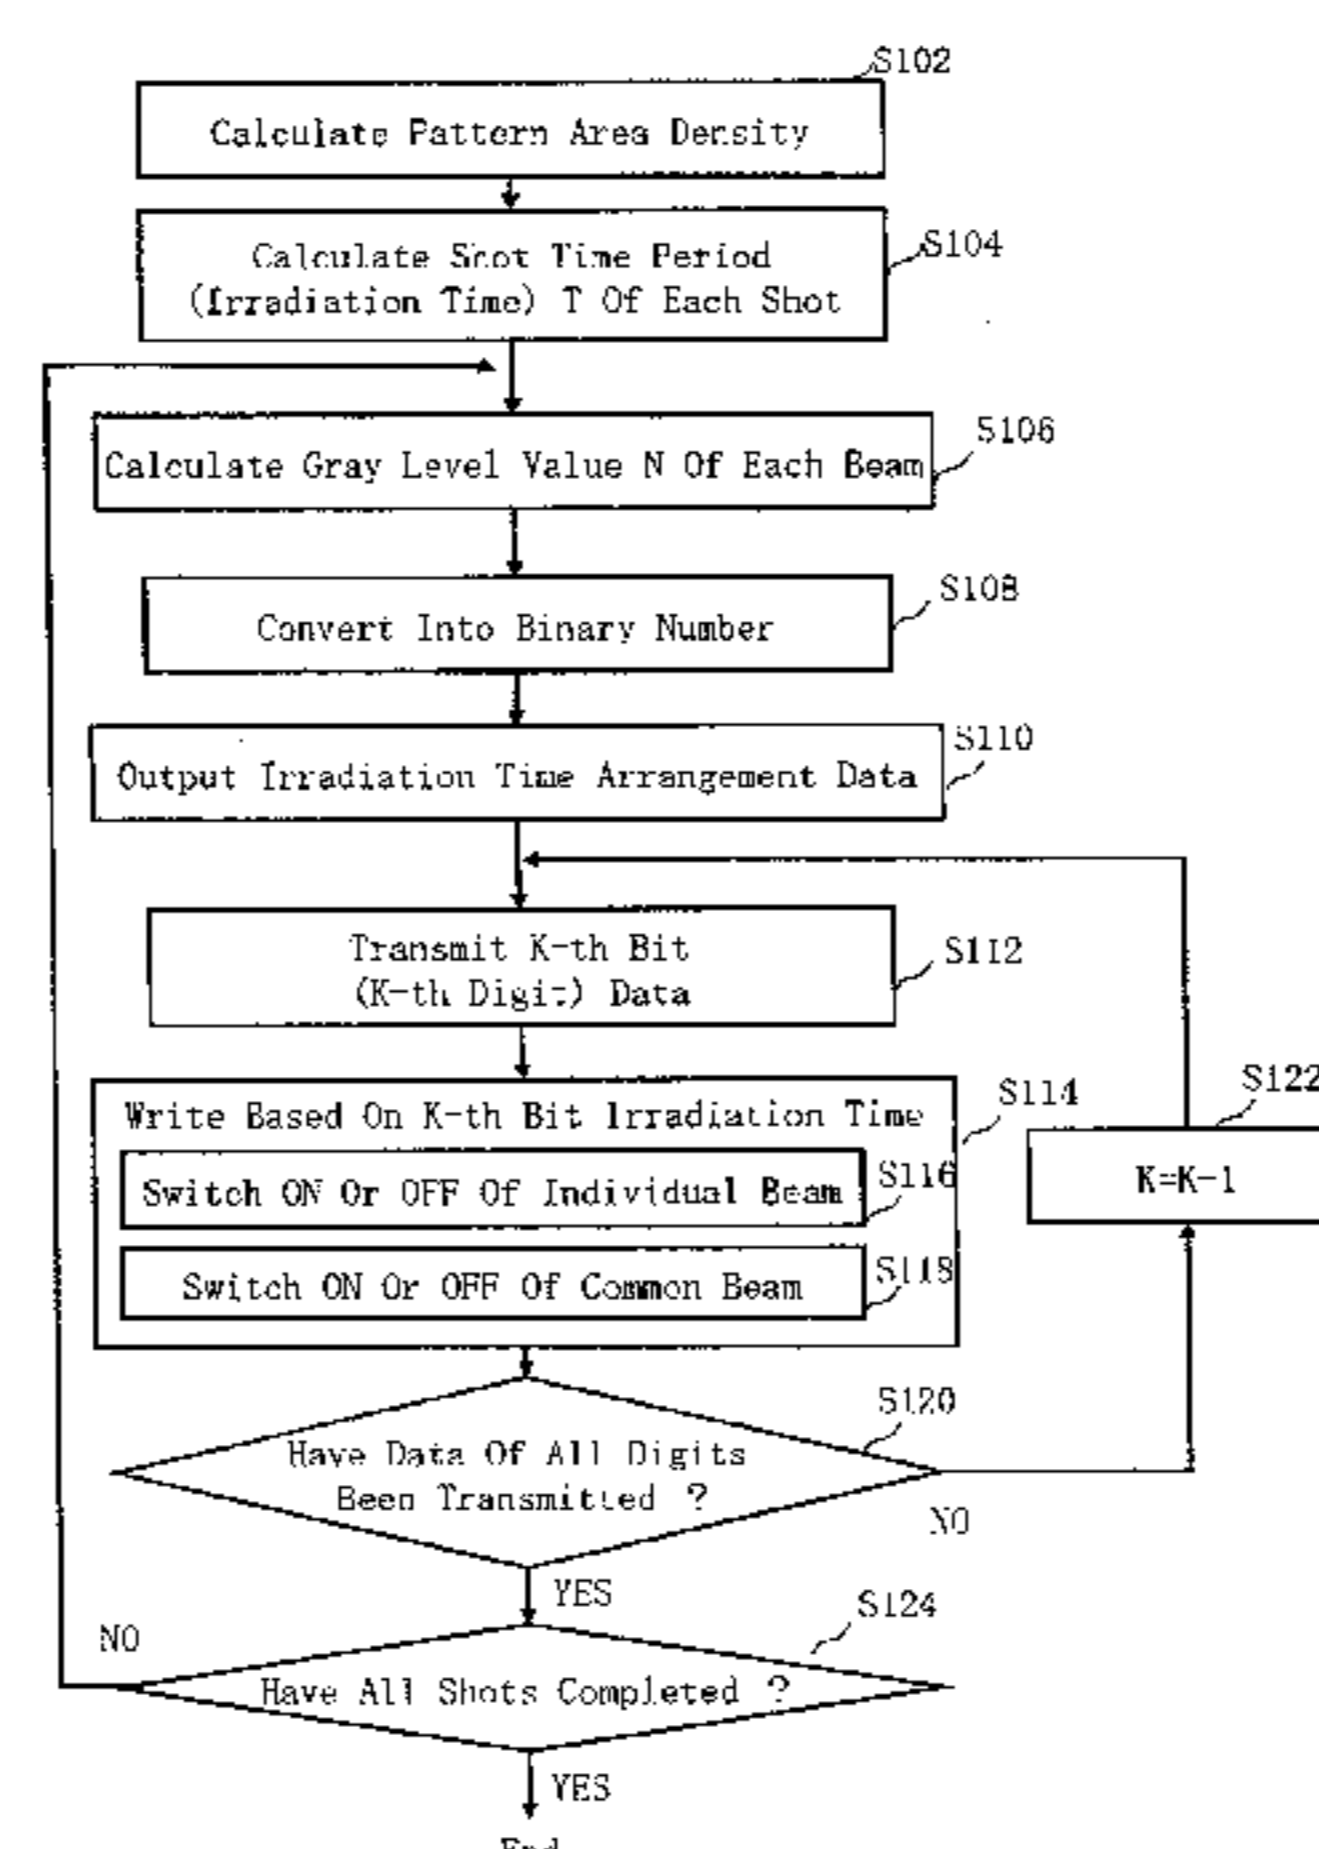 S102
Calculate Pattern Area Density
S104
Calculate Shot Time Period
(Irradiation Time) T Of Each Shot
S106
Calculate Gray Level Value N Of Each Beam
S108
Convert Into Binary Number
S110
Output Irradiation Time Arrangement Data
S112
Transmit K-th Bit
(K-th Digit) Data
S114
Write Based On K-th Bit Irradiation Time
S116
Switch ON Or OFF Of Individual Beam
S118
Switch ON Or OFF Of Common Beam
S122
K=K-1
S120
Have Data Of All Digits
Been Transmitted ?
NO
YES
S124
NO
Have All Shots Completed ?
YES
End